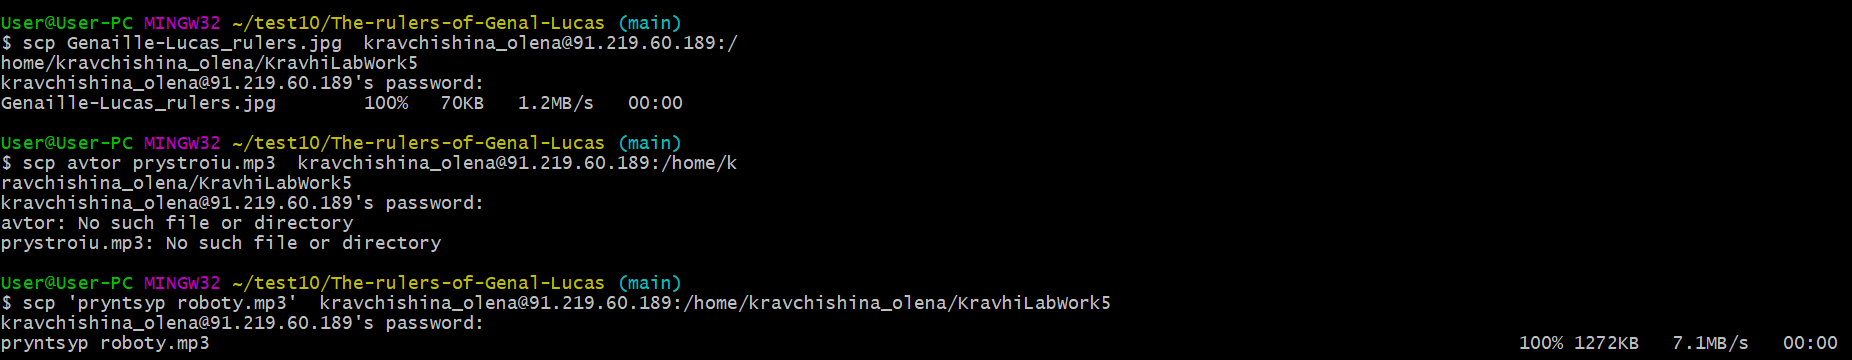 User@User-PC MINGW32 ~/test10/The-rulers-of-Genal-Lucas (main)
$ scp Genaille-Lucas_rulers.jpg  kravchishina_olena@91.219.60.189:/
home/kravchishina_olena/KravhiLabWork5
kravchishina_olena@91.219.60.189's password:
Genaille-Lucas_rulers.jpg        100%   70KB   1.2MB/s   00:00
User@User-PC MINGW32 ~/test10/The-rulers-of-Genal-Lucas (main)
$ scp avtor prystroiu.mp3  kravchishina_olena@91.219.60.189:/home/k
ravchishina_olena/KravhiLabWork5
kravchishina_olena@91.219.60.189's password:
avtor: No such file or directory
prystroiu.mp3: No such file or directory
User@User-PC MINGW32 ~/test10/The-rulers-of-Genal-Lucas (main)
$ scp 'pryntsyp roboty.mp3'  kravchishina_olena@91.219.60.189:/home/kravchishina_olena/KravhiLabWork5
kravchishina_olena@91.219.60.189's password:
pryntsyp roboty.mp3    100% 1272KB   7.1MB/s   00:00